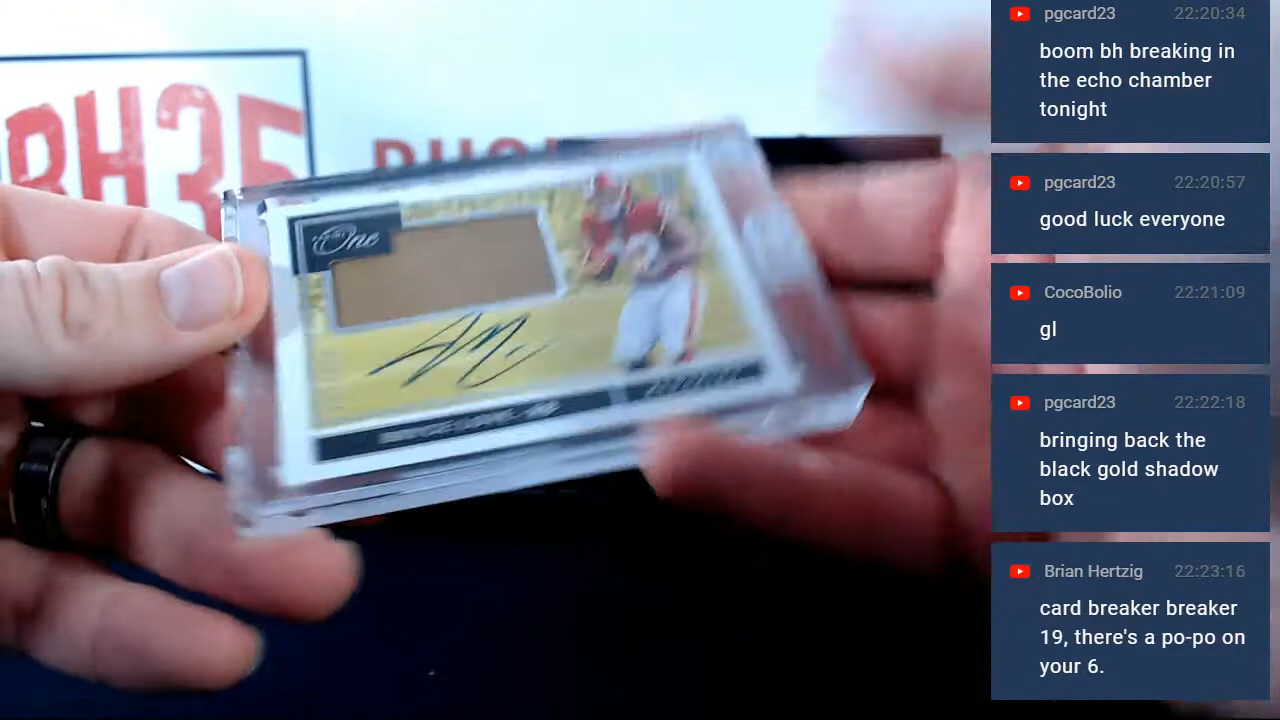 BH35
PANINI
One
pgcard23 22:20:34
boom bh breaking in
the echo chamber
tonight
pgcard23 22:20:57
good luck everyone
CocoBolio 22:21:09
gl
pgcard23 22:22:18
bringing back the
black gold shadow
box
Brian Hertzig 22:23:16
card breaker breaker
19, there's a po-po on
your 6.